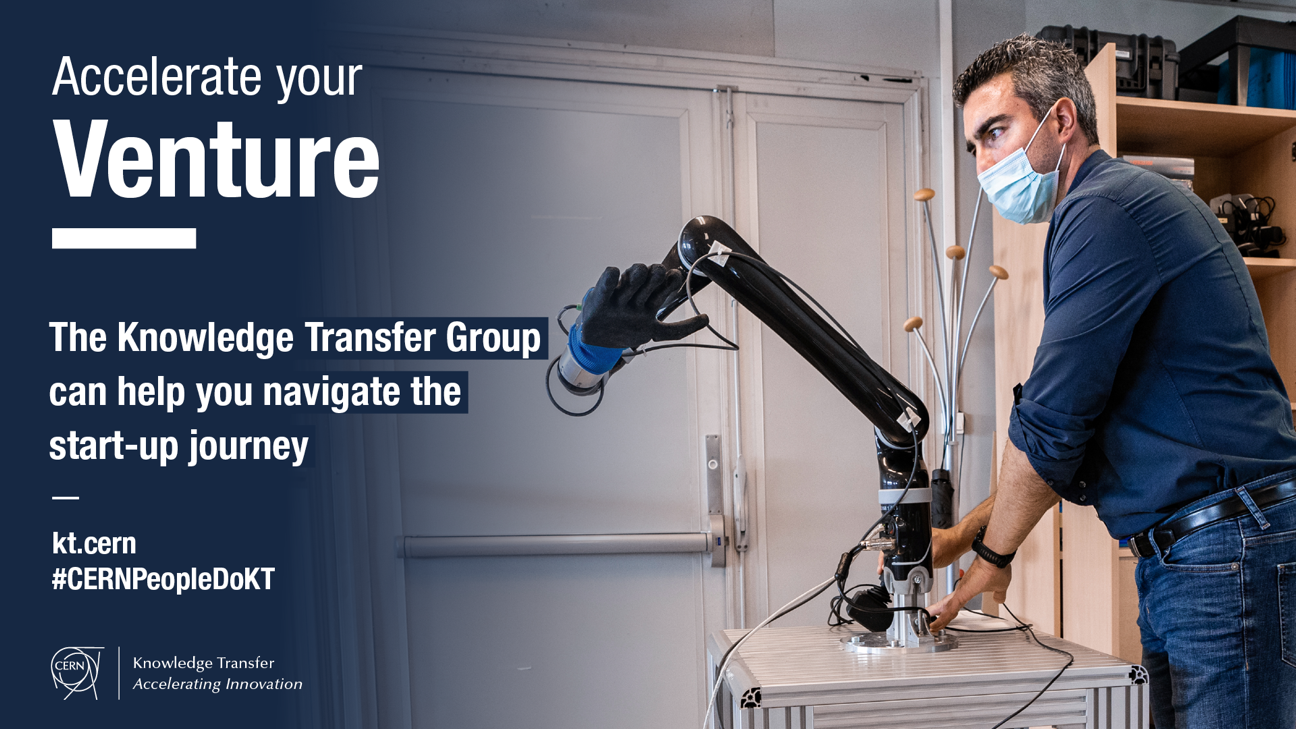 Accelerate your
Venture
The Knowledge Transfer Group
can help you navigate the
start-up journey
kt.cern
#CERNPeopleDoKT
CERN
Knowledge Transfer
Accelerating Innovation